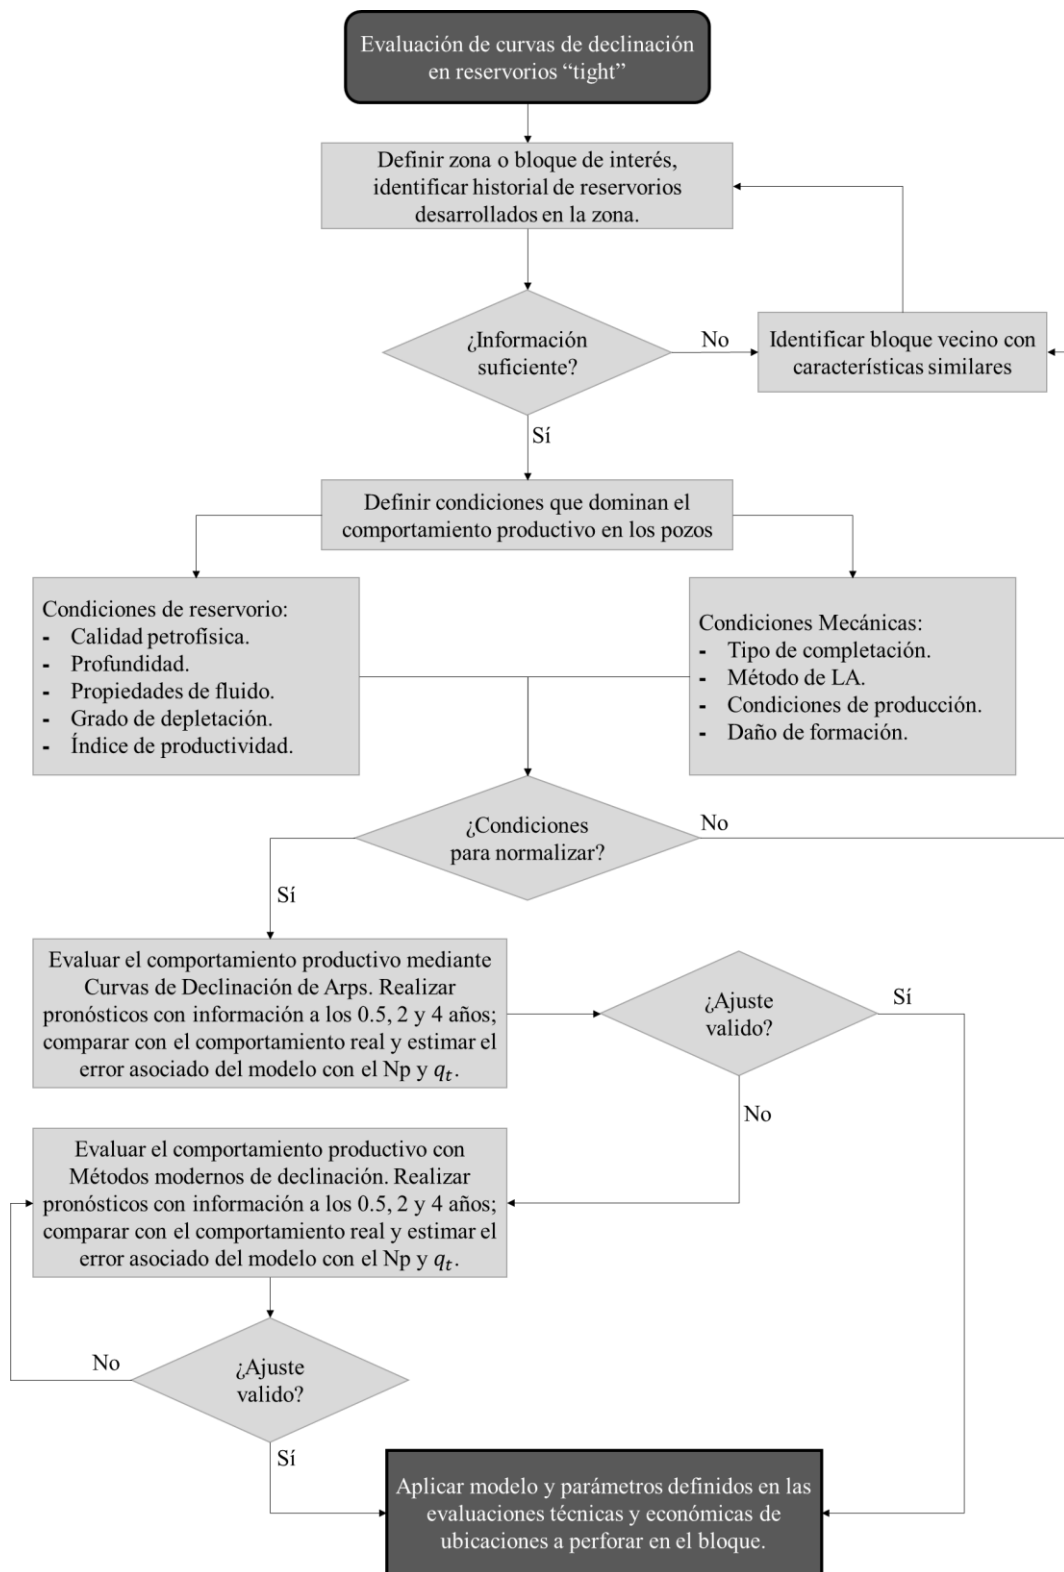 Evaluación de curvas de declinación
en reservorios “tight”
Definir zona o bloque de interés,
identificar historial de reservorios
desarrollados en la zona.
¿Información
suficiente?
No
Identificar bloque vecino con
características similares
Sí
Definir condiciones que dominan el
comportamiento productivo en los pozos
Condiciones de reservorio:
- Calidad petrofísica.
- Profundidad.
- Propiedades de fluido.
- Grado de depletación.
- Índice de productividad.
Condiciones Mecánicas:
- Tipo de completación.
- Método de LA.
- Condiciones de producción.
- Daño de formación.
¿Condiciones
para normalizar?
No
Sí
Evaluar el comportamiento productivo mediante
Curvas de Declinación de Arps. Realizar
pronósticos con información a los 0.5, 2 y 4 años;
comparar con el comportamiento real y estimar el
error asociado del modelo con el Np y q_t.
¿Ajuste
valido?
Sí
No
Evaluar el comportamiento productivo con
Métodos modernos de declinación. Realizar
pronósticos con información a los 0.5, 2 y 4 años;
comparar con el comportamiento real y estimar el
error asociado del modelo con el Np y q_t.
No
¿Ajuste
valido?
Sí
Aplicar modelo y parámetros definidos en las
evaluaciones técnicas y económicas de
ubicaciones a perforar en el bloque.